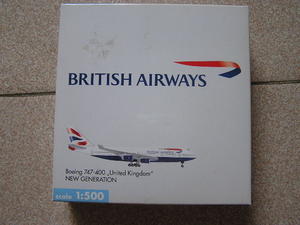 BRITISH AIRWAYS
Boeing 747-400 „United Kingdom“
NEW GENERATION
scale 1:500